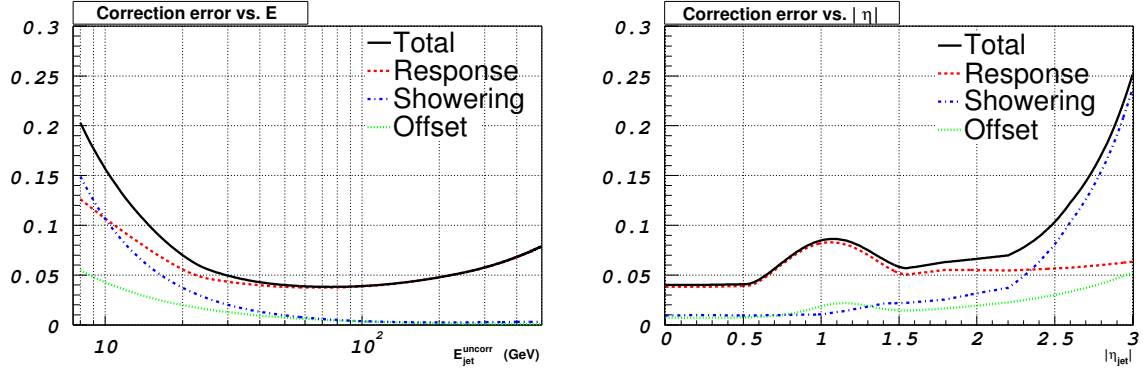 Correction error vs. E
0.3
0.25
0.2
0.15
0.1
0.05
0
Total
Response
Showering
Offset
10
10²
E_jet^uncorr (GeV)
Correction error vs. | η|
0.3
0.25
0.2
0.15
0.1
0.05
0
Total
Response
Showering
Offset
0 0.5 1 1.5 2 2.5 3
|η_jet|